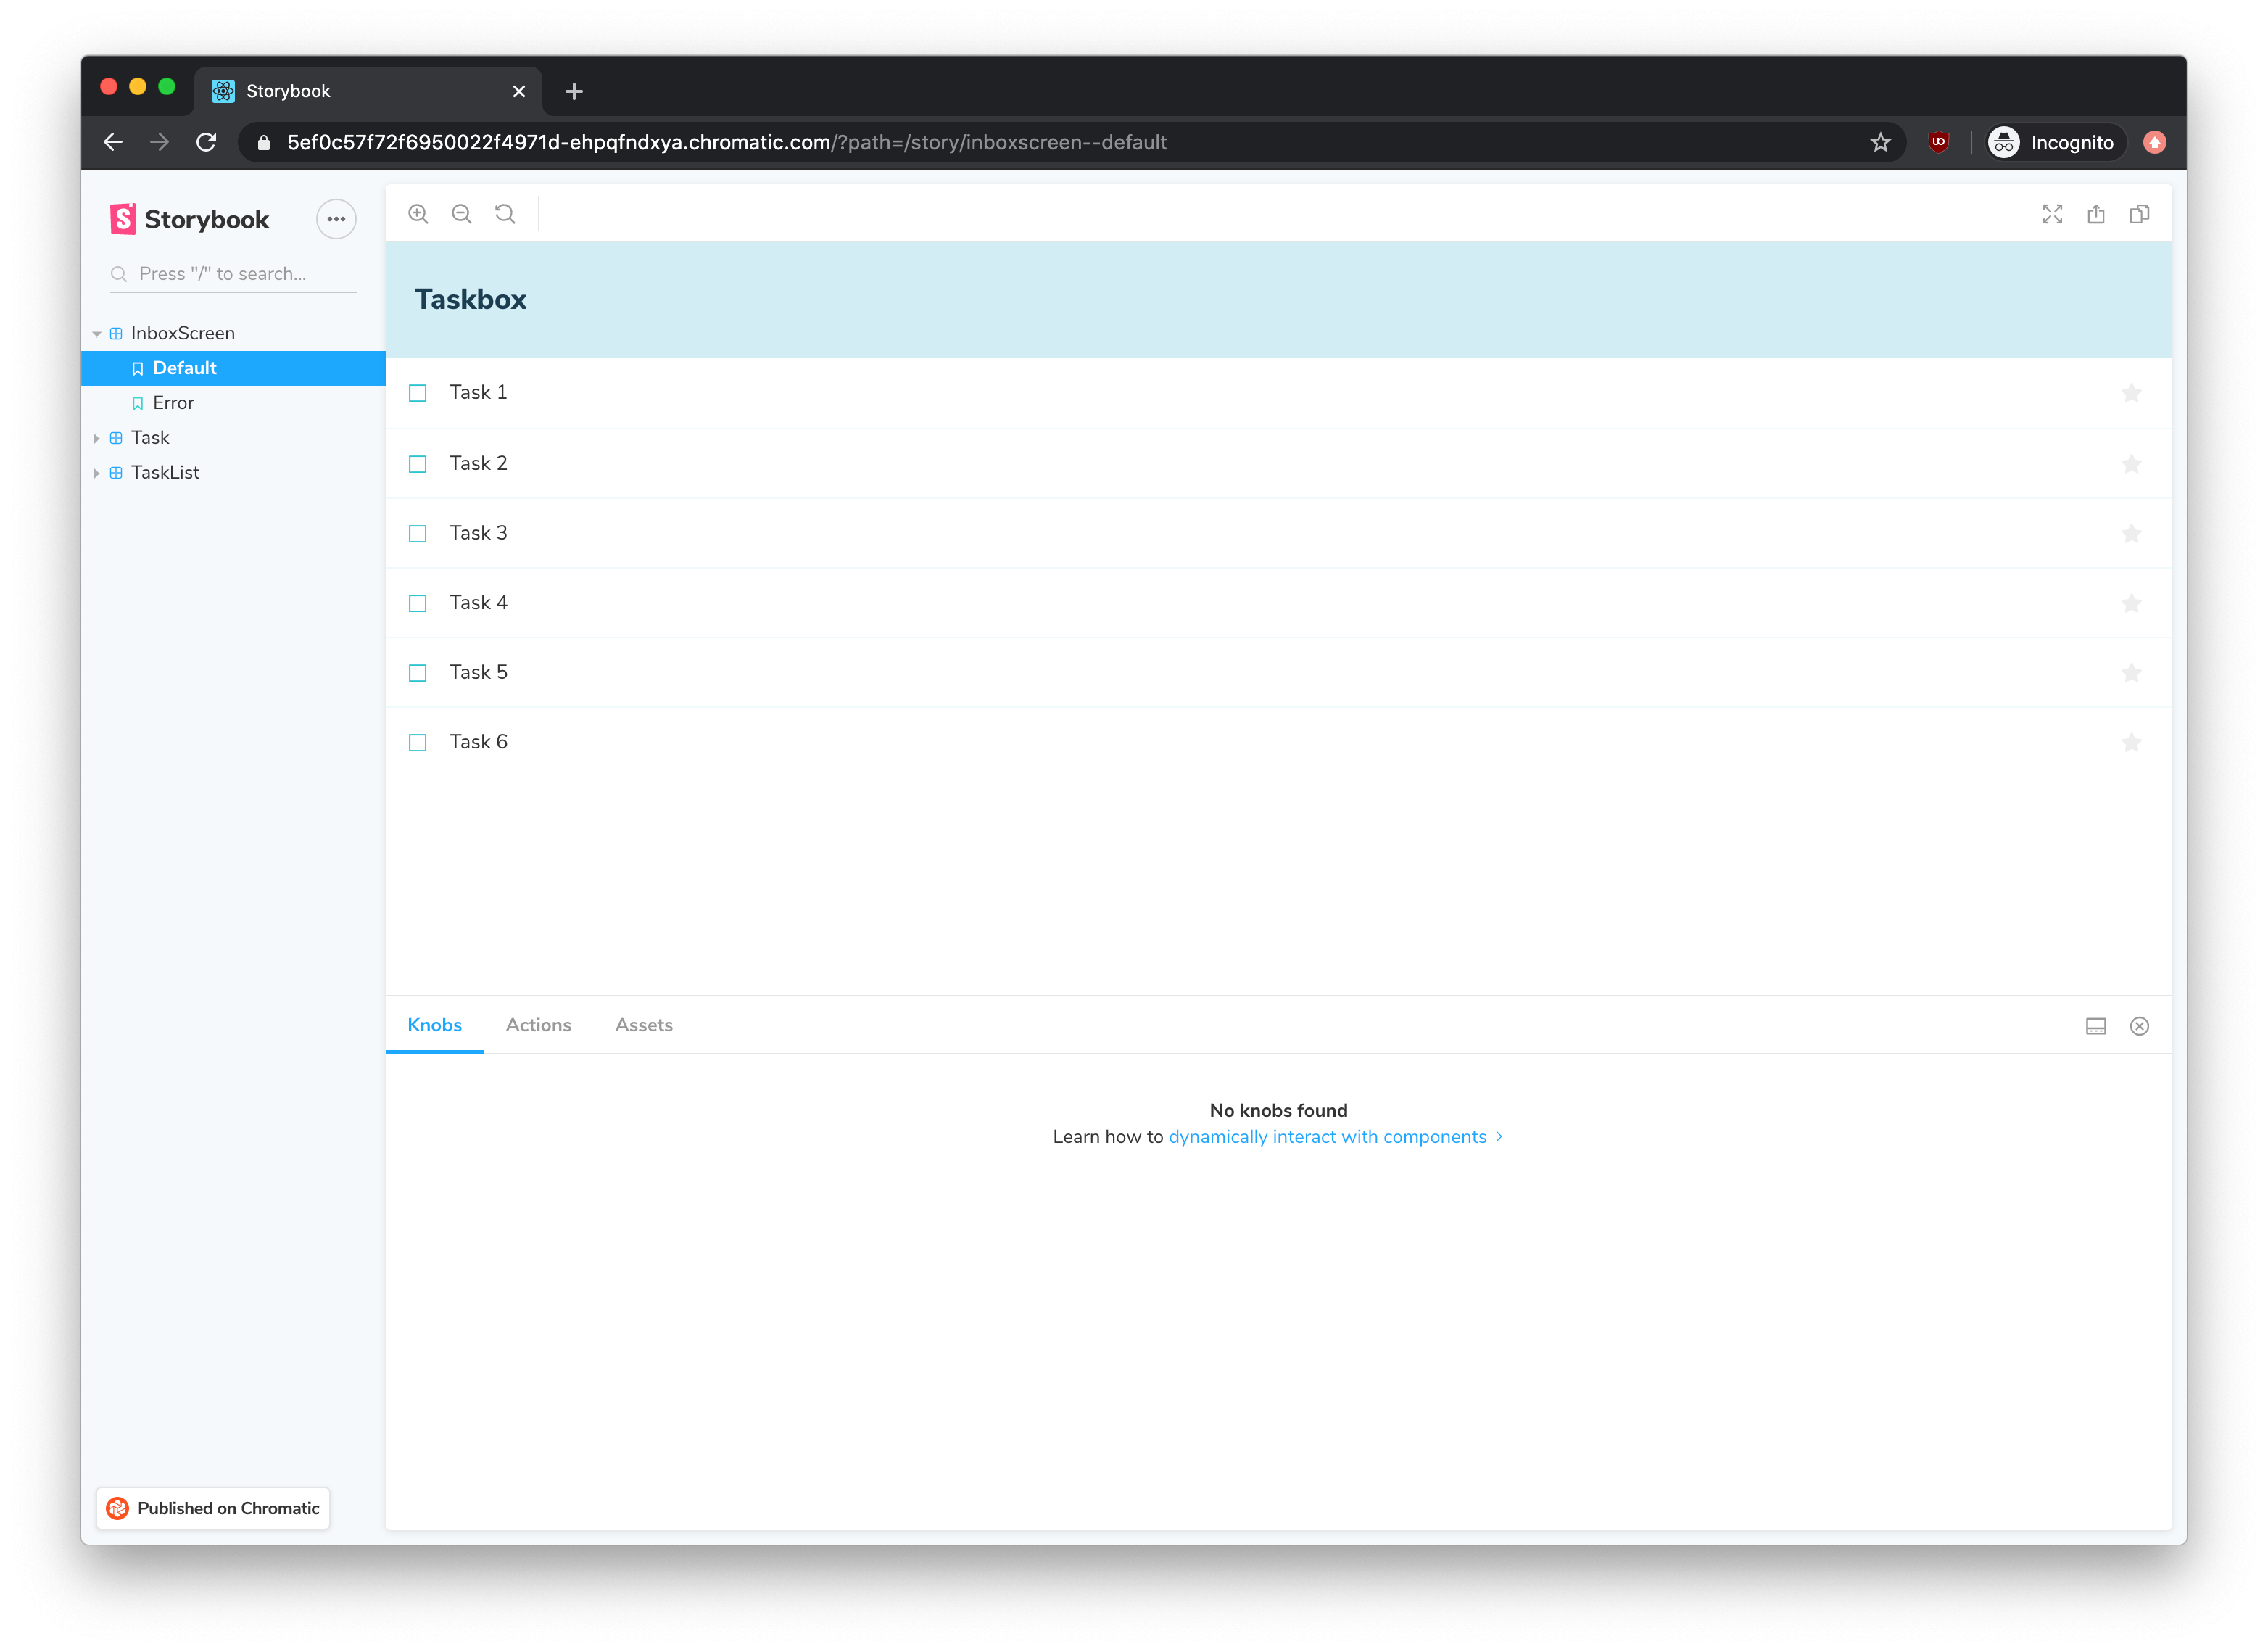 Storybook
5ef0c57f72f6950022f4971d-ehpqfndxya.chromatic.com/?path=/story/inboxscreen--default
Incognito
Storybook
Press "/" to search...
InboxScreen
Default
Error
Task
TaskList
Published on Chromatic
Taskbox
Task 1
Task 2
Task 3
Task 4
Task 5
Task 6
Knobs Actions Assets
No knobs found
Learn how to dynamically interact with components